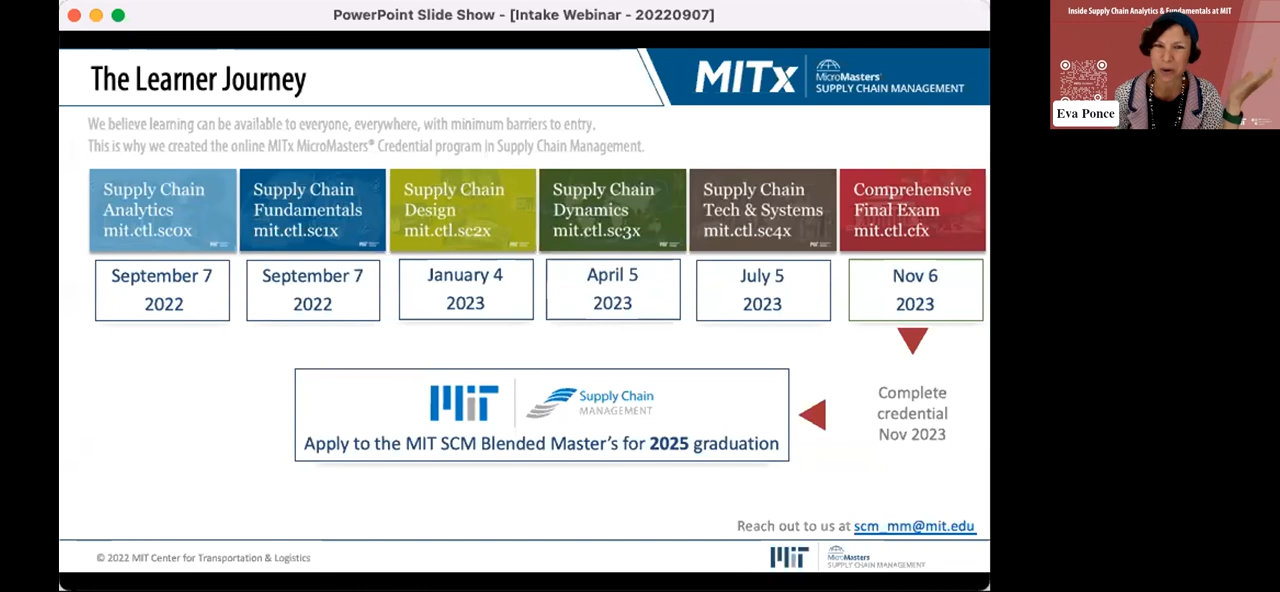 PowerPoint Slide Show - [Intake Webinar - 20220907]
Inside Supply Chain Analytics & Fundamentals at MIT
Eva Ponce
The Learner Journey
MITx
MicroMasters®
SUPPLY CHAIN MANAGEMENT
We believe learning can be available to everyone, everywhere, with minimum barriers to entry.
This is why we created the online MITx MicroMasters® Credential program in Supply Chain Management.
Supply Chain
Analytics
mit.ctl.sc0x
Supply Chain
Fundamentals
mit.ctl.sc1x
Supply Chain
Design
mit.ctl.sc2x
Supply Chain
Dynamics
mit.ctl.sc3x
Supply Chain
Tech & Systems
mit.ctl.sc4x
Comprehensive
Final Exam
mit.ctl.cfx
September 7
2022
September 7
2022
January 4
2023
April 5
2023
July 5
2023
Nov 6
2023
Complete
credential
Nov 2023
MIT
Supply Chain
MANAGEMENT
Apply to the MIT SCM Blended Master's for 2025 graduation
Reach out to us at scm_mm@mit.edu
© 2022 MIT Center for Transportation & Logistics
MIT
MicroMasters
SUPPLY CHAIN MANAGEMENT